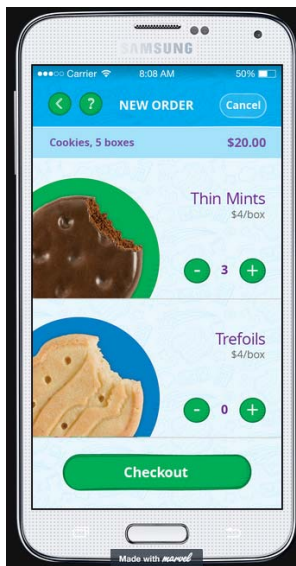 SAMSUNG
Carrier 8:08 AM 50%
? NEW ORDER Cancel
Cookies, 5 boxes $20.00
Thin Mints
$4/box
- 3 +
Trefoils
$4/box
- 0 +
Checkout
Made with marvel